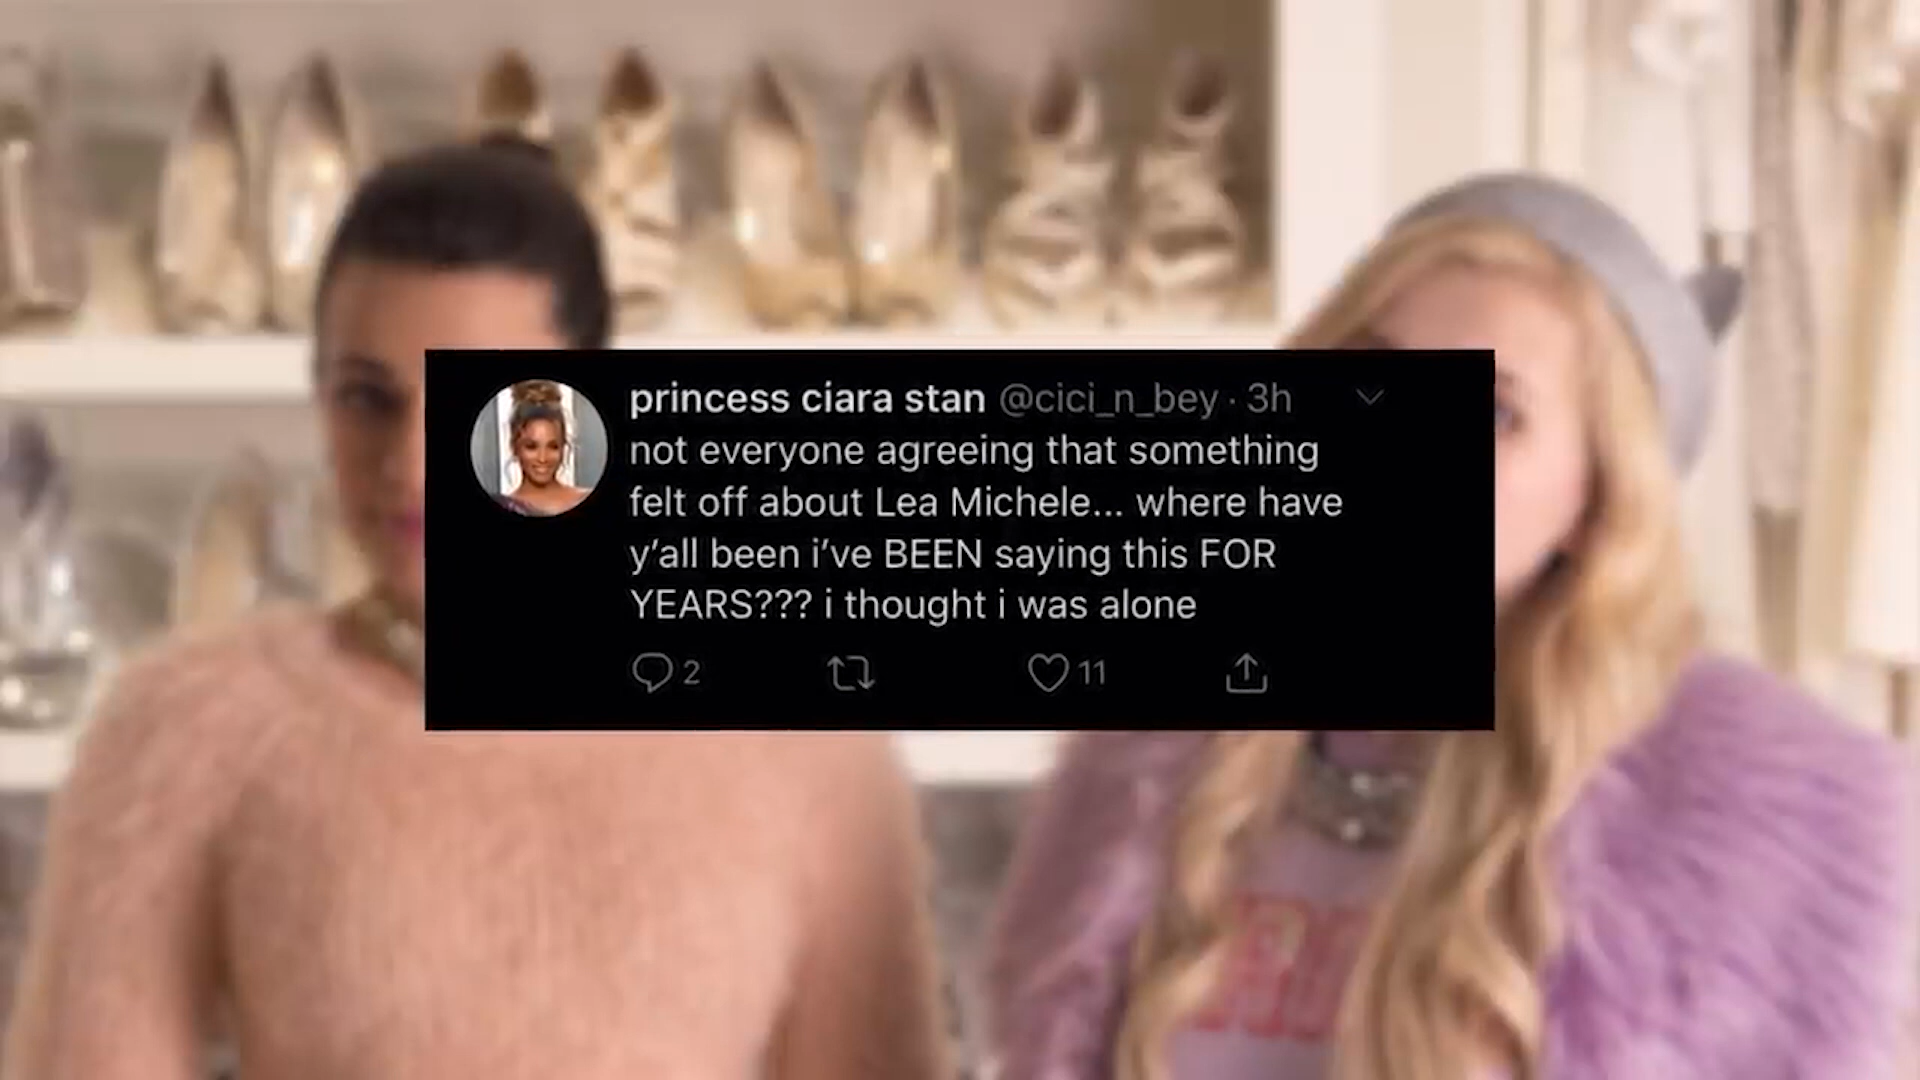 princess ciara stan @cici_n_bey · 3h
not everyone agreeing that something
felt off about Lea Michele... where have
y'all been i've BEEN saying this FOR
YEARS??? i thought i was alone
2 11